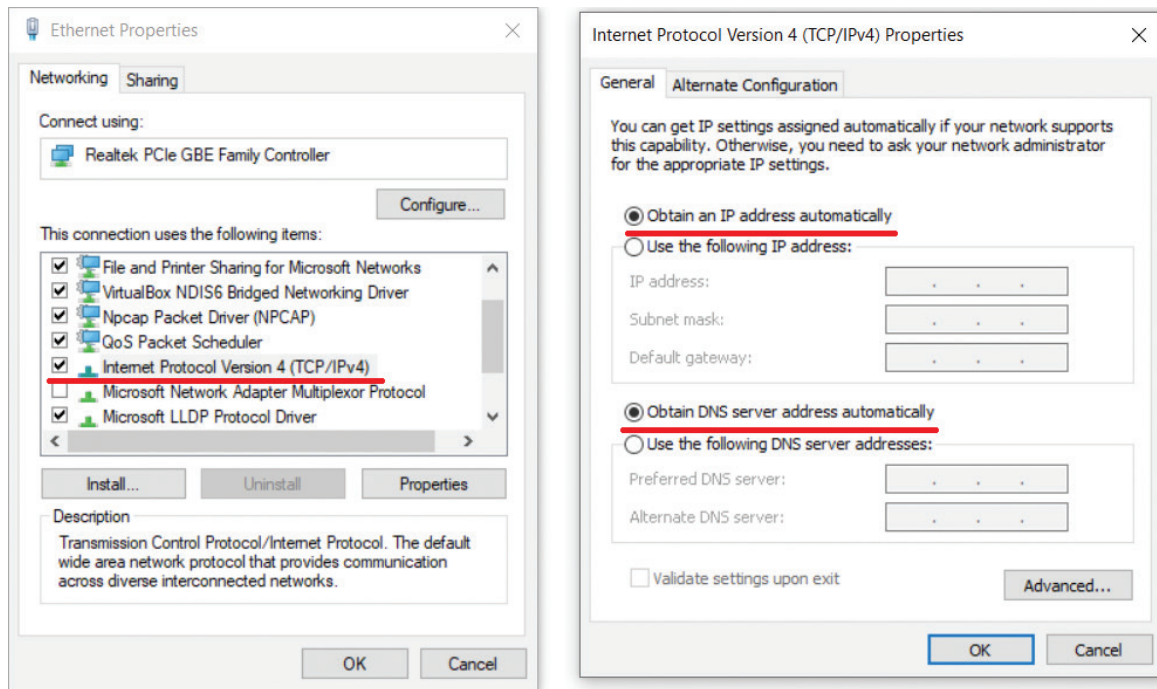 Ethernet Properties
Networking
Sharing
Connect using:
Realtek PCIe GBE Family Controller
Configure...
This connection uses the following items:
File and Printer Sharing for Microsoft Networks
VirtualBox NDIS6 Bridged Networking Driver
Npcap Packet Driver (NPCAP)
QoS Packet Scheduler
Internet Protocol Version 4 (TCP/IPv4)
Microsoft Network Adapter Multiplexor Protocol
Microsoft LLDP Protocol Driver
Install...
Uninstall
Properties
Description
Transmission Control Protocol/Internet Protocol. The default
wide area network protocol that provides communication
across diverse interconnected networks.
OK
Cancel
Internet Protocol Version 4 (TCP/IPv4) Properties
General
Alternate Configuration
You can get IP settings assigned automatically if your network supports
this capability. Otherwise, you need to ask your network administrator
for the appropriate IP settings.
Obtain an IP address automatically
Use the following IP address:
IP address:
Subnet mask:
Default gateway:
Obtain DNS server address automatically
Use the following DNS server addresses:
Preferred DNS server:
Alternate DNS server:
Validate settings upon exit
Advanced...
OK
Cancel